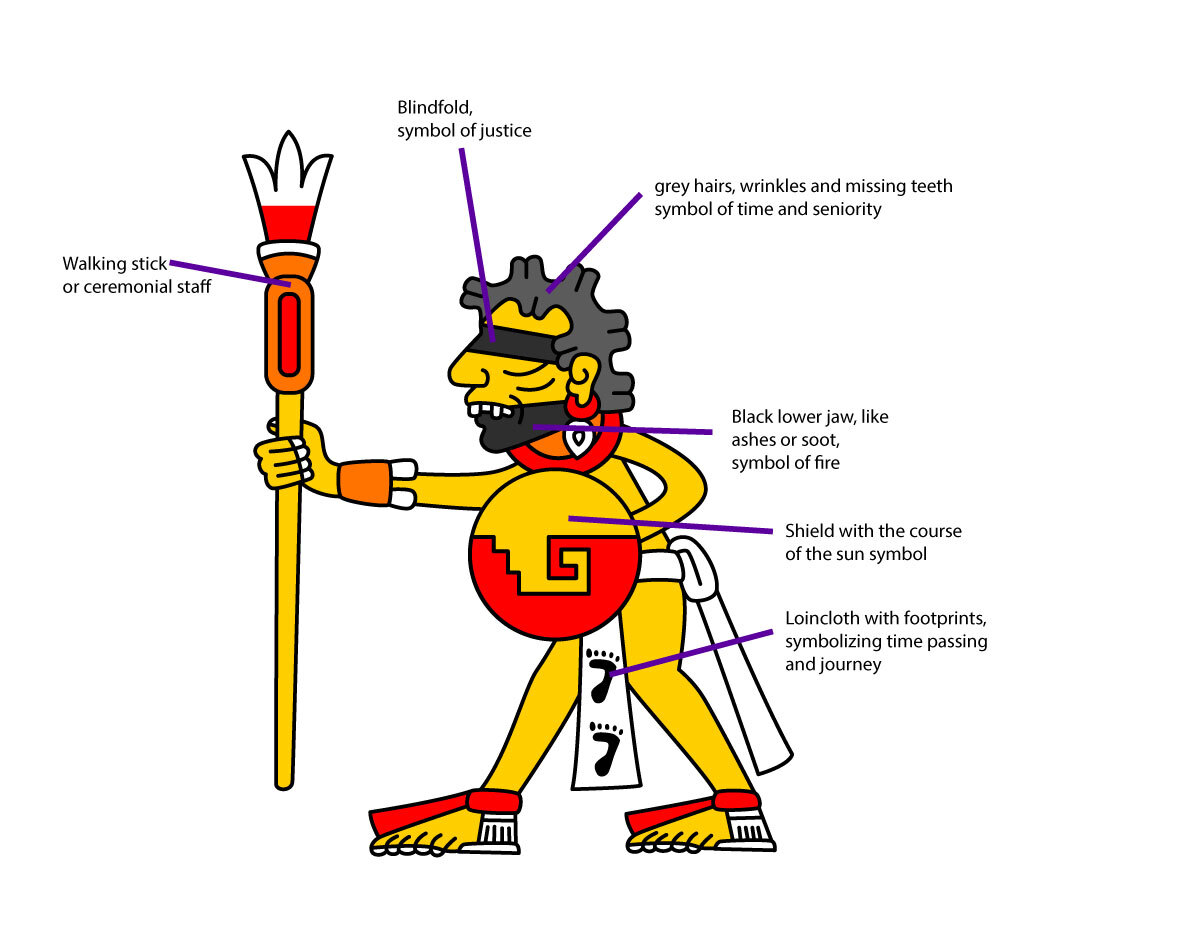 Blindfold,
symbol of justice
grey hairs, wrinkles and missing teeth
symbol of time and seniority
Walking stick
or ceremonial staff
Black lower jaw, like
ashes or soot,
symbol of fire
Shield with the course
of the sun symbol
Loincloth with footprints,
symbolizing time passing
and journey